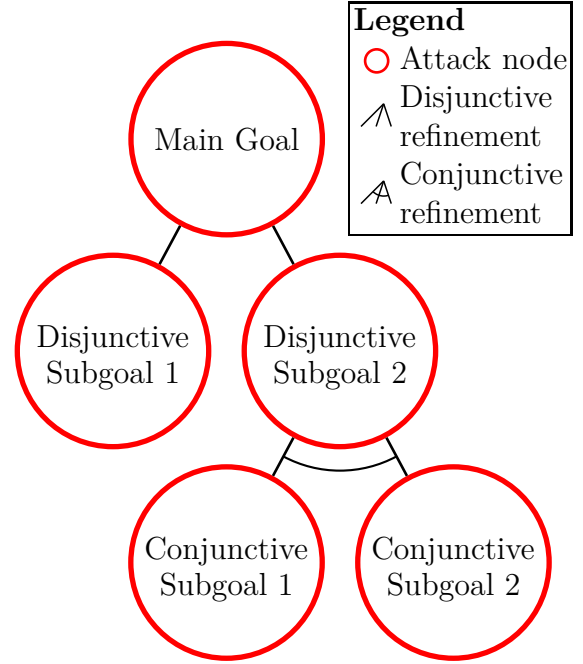 Legend
Attack node
Disjunctive
refinement
Conjunctive
refinement
Main Goal
Disjunctive
Subgoal 1
Disjunctive
Subgoal 2
Conjunctive
Subgoal 1
Conjunctive
Subgoal 2